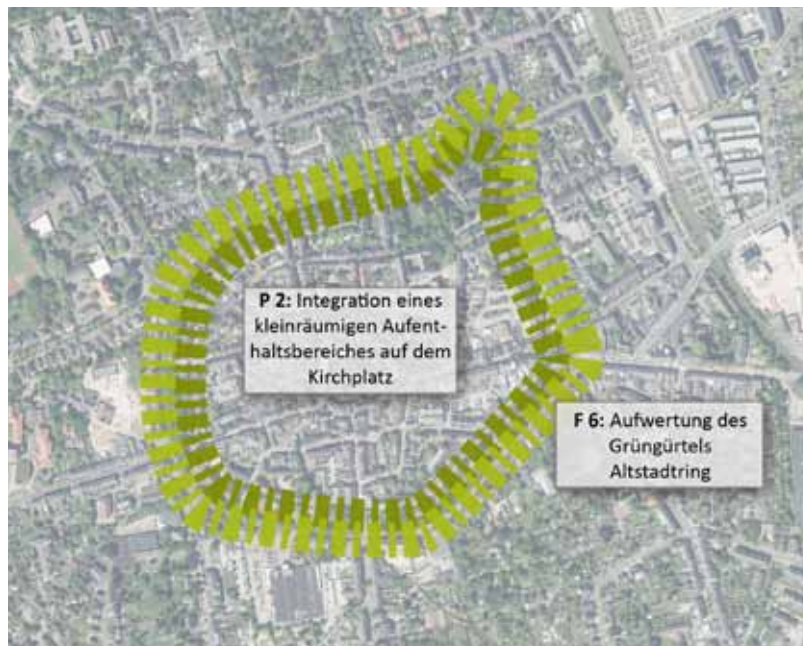 P 2: Integration eines
kleinräumigen Aufent-
haltsbereiches auf dem
Kirchplatz
F 6: Aufwertung des
Grüngürtels
Altstadtring